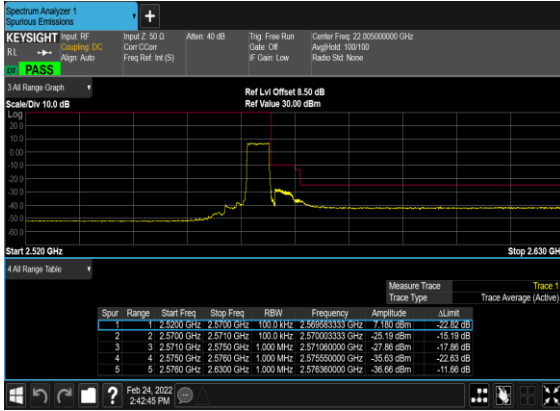 Spectrum Analyzer 1
Spurious Emissions
+
KEYSIGHT Input: RF Input Z: 50 Ω Atten: 40 dB Trig: Free Run Center Freq: 22.005000000 GHz
RL Coupling: DC Corr CCorr Gate: Off Avg|Hold: 100/100
Align: Auto Freq Ref: Int (S) IF Gain: Low Radio Std: None
PASS
3 All Range Graph
Ref Lvl Offset 8.50 dB
Scale/Div 10.0 dB Ref Value 30.00 dBm
Log
20.0
10.0
0.00
-10.0
-20.0
-30.0
-40.0
-50.0
-60.0
Start 2.520 GHz Stop 2.630 GH
4 All Range Table
Measure Trace Trace 1
Trace Type Trace Average (Active)
Spur Range Start Freq Stop Freq RBW Frequency Amplitude ΔLimit
1 1 2.5200 GHz 2.5700 GHz 100.0 kHz 2.569583333 GHz 7.180 dBm -22.82 dB
2 2 2.5700 GHz 2.5710 GHz 100.0 kHz 2.570003333 GHz -25.19 dBm -15.19 dB
3 3 2.5710 GHz 2.5750 GHz 1.000 MHz 2.571060000 GHz -27.86 dBm -17.86 dB
4 4 2.5750 GHz 2.5760 GHz 1.000 MHz 2.575550000 GHz -35.63 dBm -22.63 dB
5 5 2.5760 GHz 2.6300 GHz 1.000 MHz 2.576360000 GHz -36.66 dBm -11.66 dB
? Feb 24, 2022
2:42:45 PM